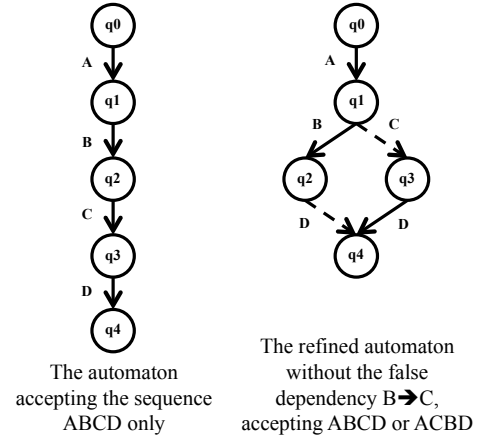 q0
A
q1
B
q2
C
q3
D
q4
The automaton
accepting the sequence
ABCD only
q0
A
q1
B C
q2 q3
D D
q4
The refined automaton
without the false
dependency B➔C,
accepting ABCD or ACBD